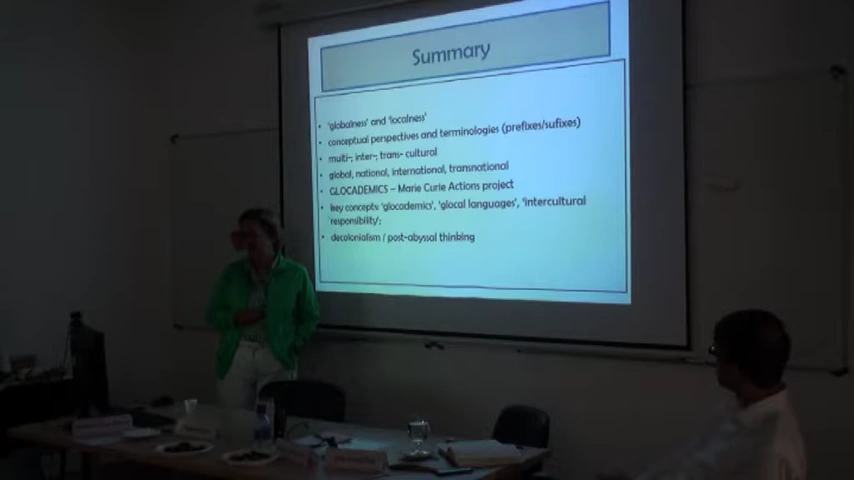 Summary
• 'globalness' and 'localness'
• conceptual perspectives and terminologies (prefixes/sufixes)
• multi-; inter-; trans- cultural
• global, national, international, transnational
• GLOCADEMICS – Marie Curie Actions project
• key concepts: 'glocademics', 'glocal languages', 'intercultural
responsibility';
• decolonialism / post-abyssal thinking